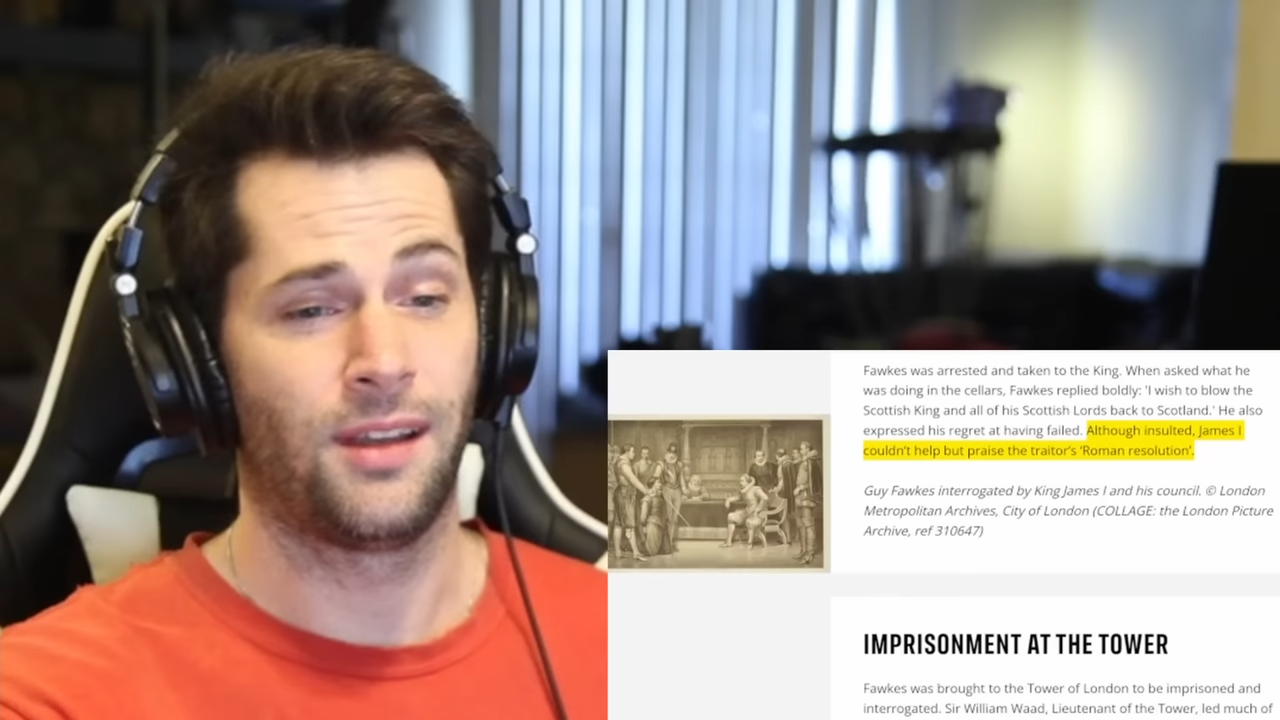 Fawkes was arrested and taken to the King. When asked what he
was doing in the cellars, Fawkes replied boldly: 'I wish to blow the
Scottish King and all of his Scottish Lords back to Scotland.' He also
expressed his regret at having failed. Although insulted, James I
couldn't help but praise the traitor's 'Roman resolution'.
Guy Fawkes interrogated by King James I and his council. © London
Metropolitan Archives, City of London (COLLAGE: the London Picture
Archive, ref 310647)
IMPRISONMENT AT THE TOWER
Fawkes was brought to the Tower of London to be imprisoned and
interrogated. Sir William Waad, Lieutenant of the Tower, led much of